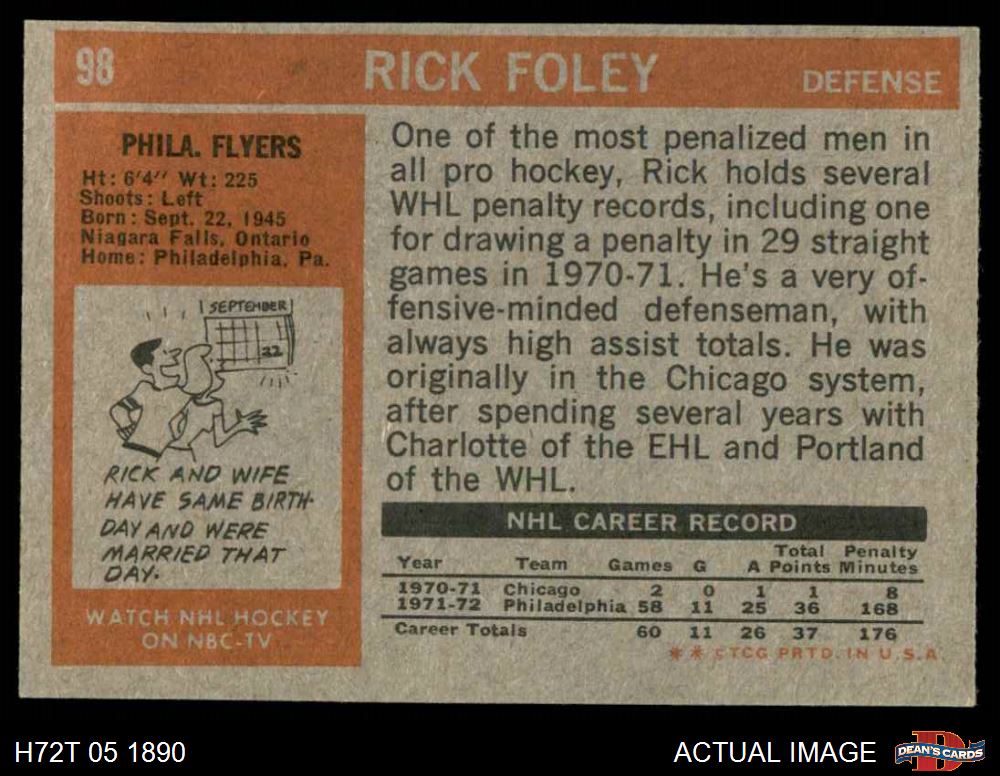 98 RICK FOLEY DEFENSE
PHILA. FLYERS
Ht: 6'4" Wt: 225
Shoots: Left
Born: Sept. 22, 1945
Niagara Falls, Ontario
Home: Philadelphia, Pa.
SEPTEMBER
22
RICK AND WIFE
HAVE SAME BIRTH-
DAY AND WERE
MARRIED THAT
DAY.
WATCH NHL HOCKEY
ON NBC-TV
One of the most penalized men in
all pro hockey, Rick holds several
WHL penalty records, including one
for drawing a penalty in 29 straight
games in 1970-71. He's a very of-
fensive-minded defenseman, with
always high assist totals. He was
originally in the Chicago system,
after spending several years with
Charlotte of the EHL and Portland
of the WHL.
NHL CAREER RECORD
Year Team Games G A Total Points Penalty Minutes
1970-71 Chicago 2 0 1 1 8
1971-72 Philadelphia 58 11 25 36 168
Career Totals 60 11 26 37 176
** ©TCG PRTD. IN U.S.A.
H72T 05 1890
ACTUAL IMAGE
DEAN'S CARDS